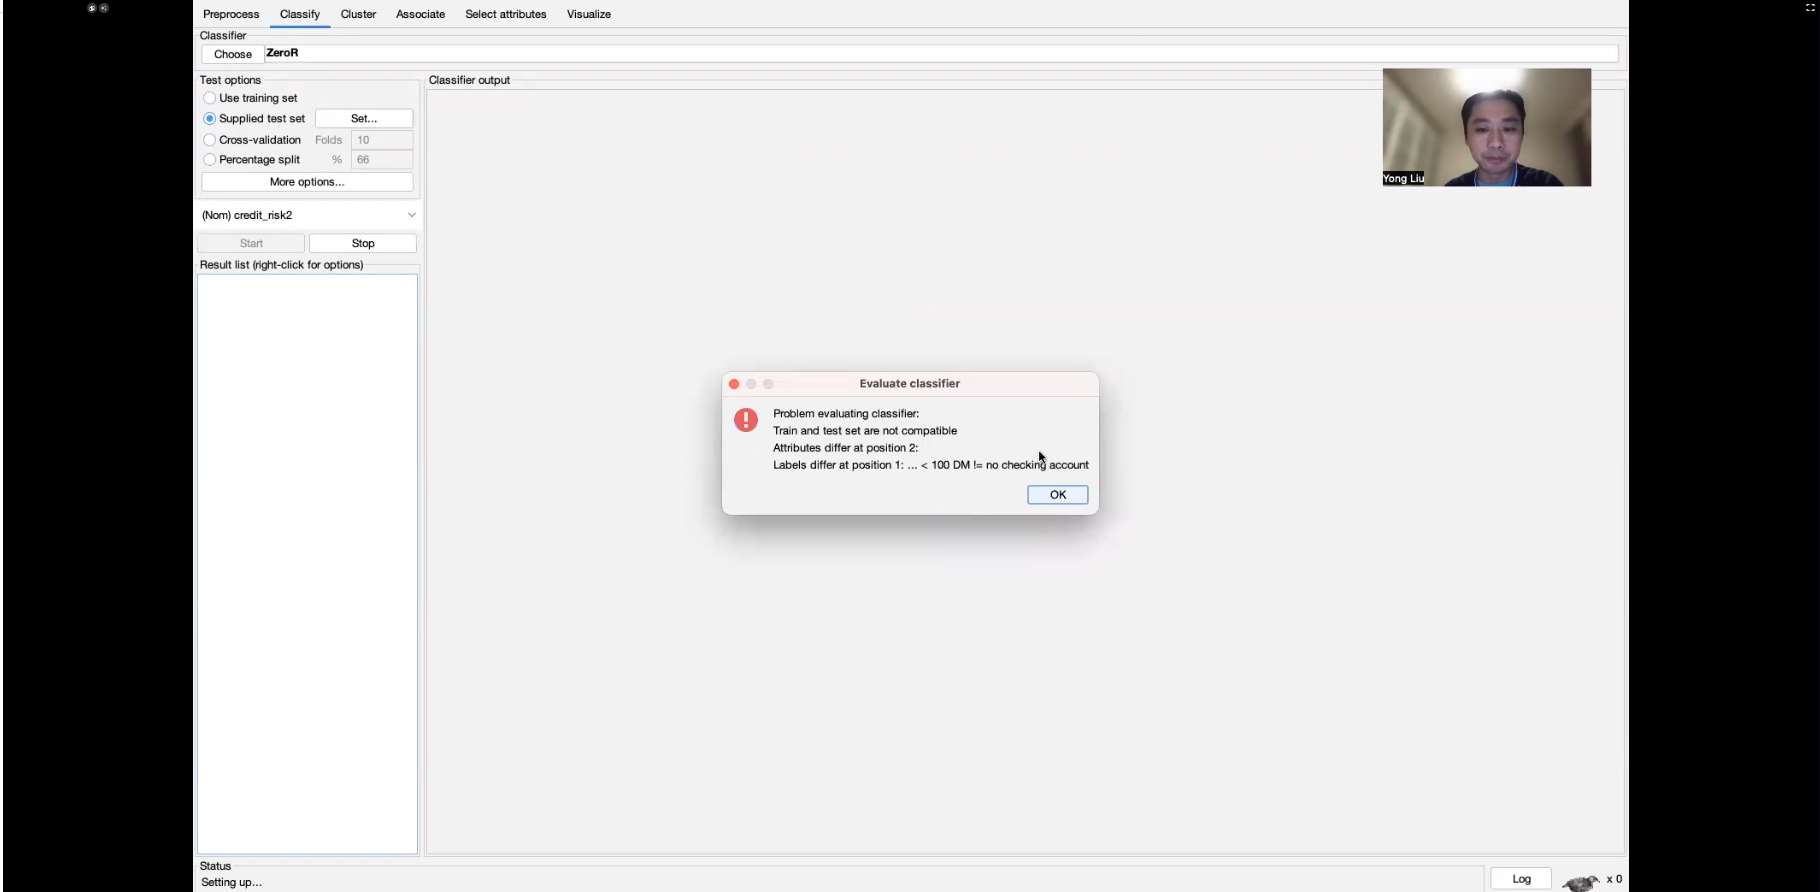 Preprocess Classify Cluster Associate Select attributes Visualize
Classifier
Choose ZeroR
Test options
Use training set
Supplied test set Set...
Cross-validation Folds 10
Percentage split % 66
More options...
(Nom) credit_risk2
Start Stop
Result list (right-click for options)
Classifier output
Yong Liu
Evaluate classifier
Problem evaluating classifier:
Train and test set are not compatible
Attributes differ at position 2:
Labels differ at position 1: ... < 100 DM != no checking account
OK
Status
Setting up...
Log
x 0